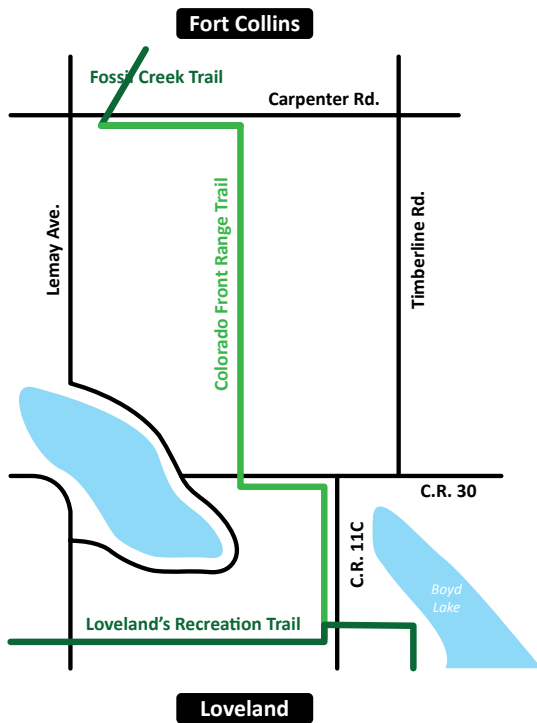 Fort Collins
Fossil Creek Trail
Carpenter Rd.
Lemay Ave.
Colorado Front Range Trail
Timberline Rd.
C.R. 30
C.R. 11C
Boyd
Lake
Loveland's Recreation Trail
Loveland